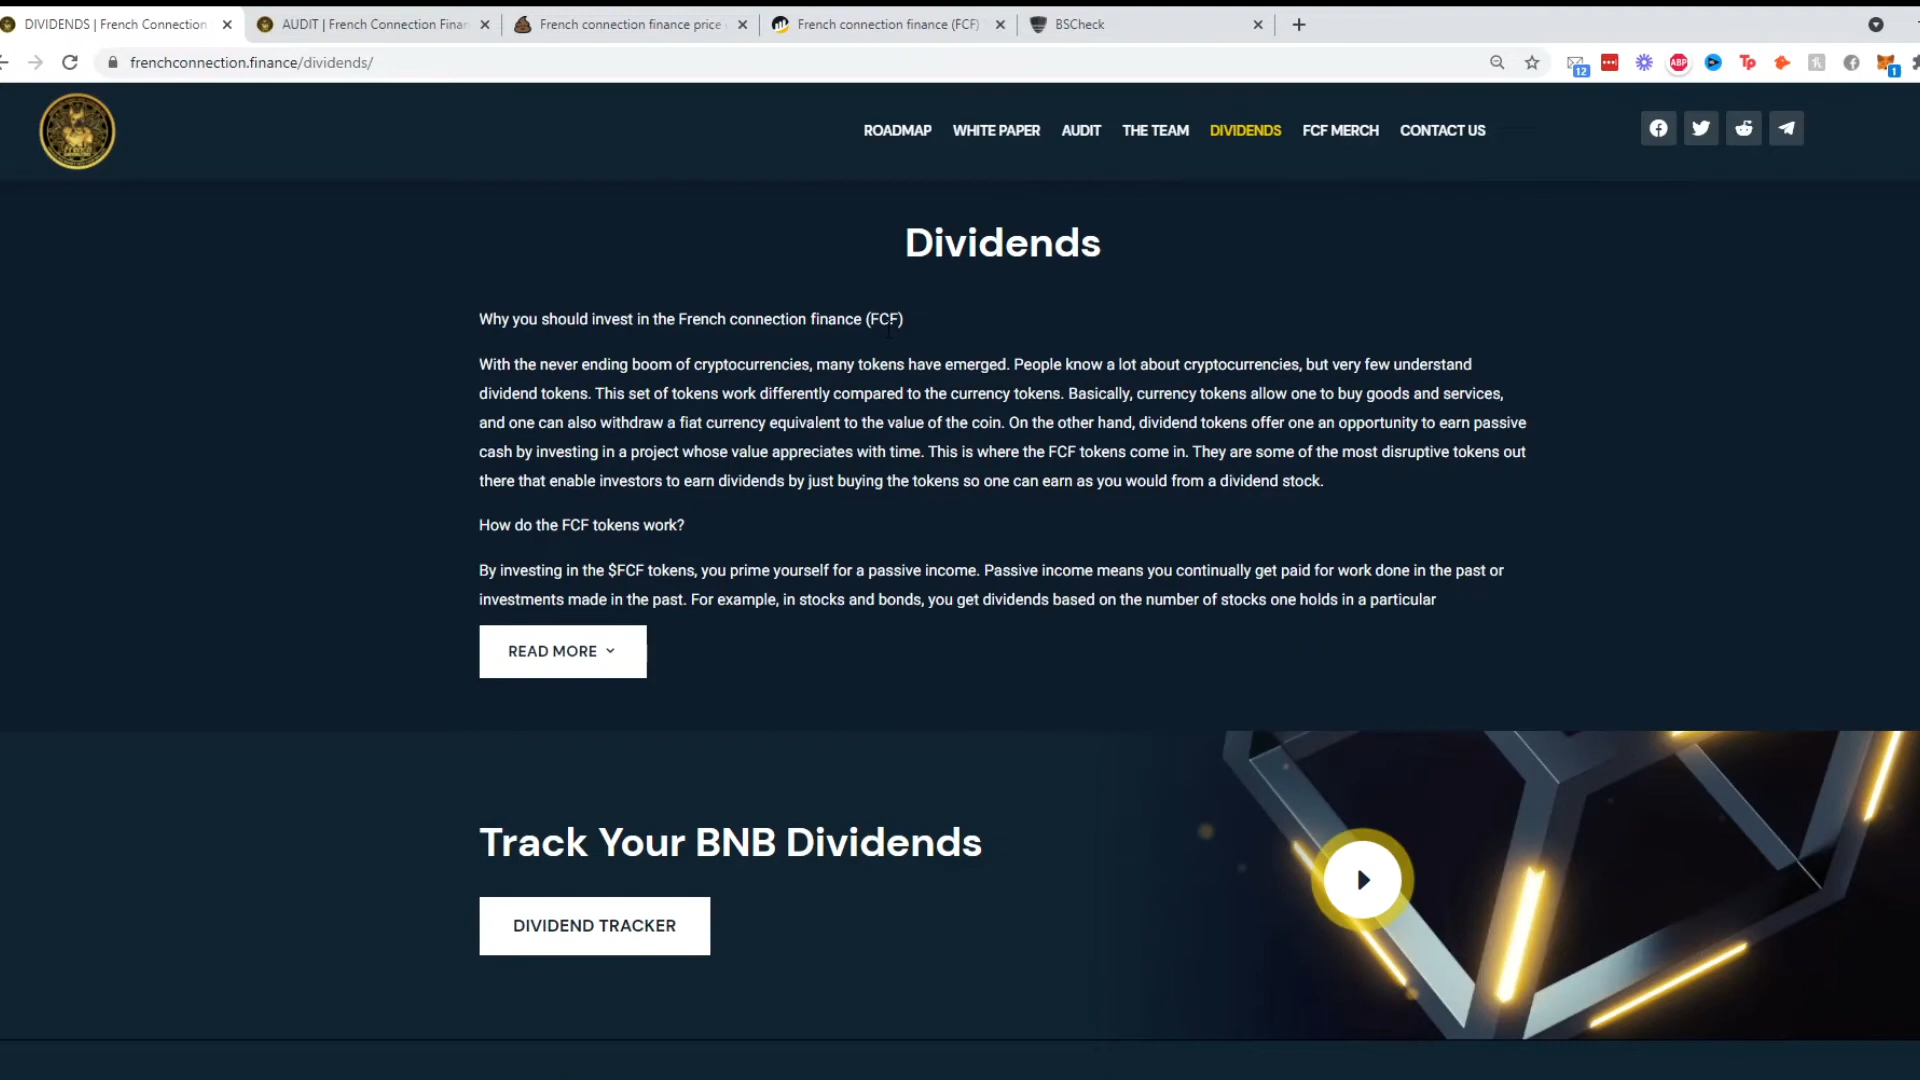 DIVIDENDS | French Connection
AUDIT | French Connection Finan
French connection finance price
French connection finance (FCF)
BSCheck
frenchconnection.finance/dividends/
12
ABP
Tp
1
ROADMAP
WHITE PAPER
AUDIT
THE TEAM
DIVIDENDS
FCF MERCH
CONTACT US
Dividends
Why you should invest in the French connection finance (FCF)
With the never ending boom of cryptocurrencies, many tokens have emerged. People know a lot about cryptocurrencies, but very few understand
dividend tokens. This set of tokens work differently compared to the currency tokens. Basically, currency tokens allow one to buy goods and services,
and one can also withdraw a fiat currency equivalent to the value of the coin. On the other hand, dividend tokens offer one an opportunity to earn passive
cash by investing in a project whose value appreciates with time. This is where the FCF tokens come in. They are some of the most disruptive tokens out
there that enable investors to earn dividends by just buying the tokens so one can earn as you would from a dividend stock.
How do the FCF tokens work?
By investing in the $FCF tokens, you prime yourself for a passive income. Passive income means you continually get paid for work done in the past or
investments made in the past. For example, in stocks and bonds, you get dividends based on the number of stocks one holds in a particular
READ MORE
Track Your BNB Dividends
DIVIDEND TRACKER